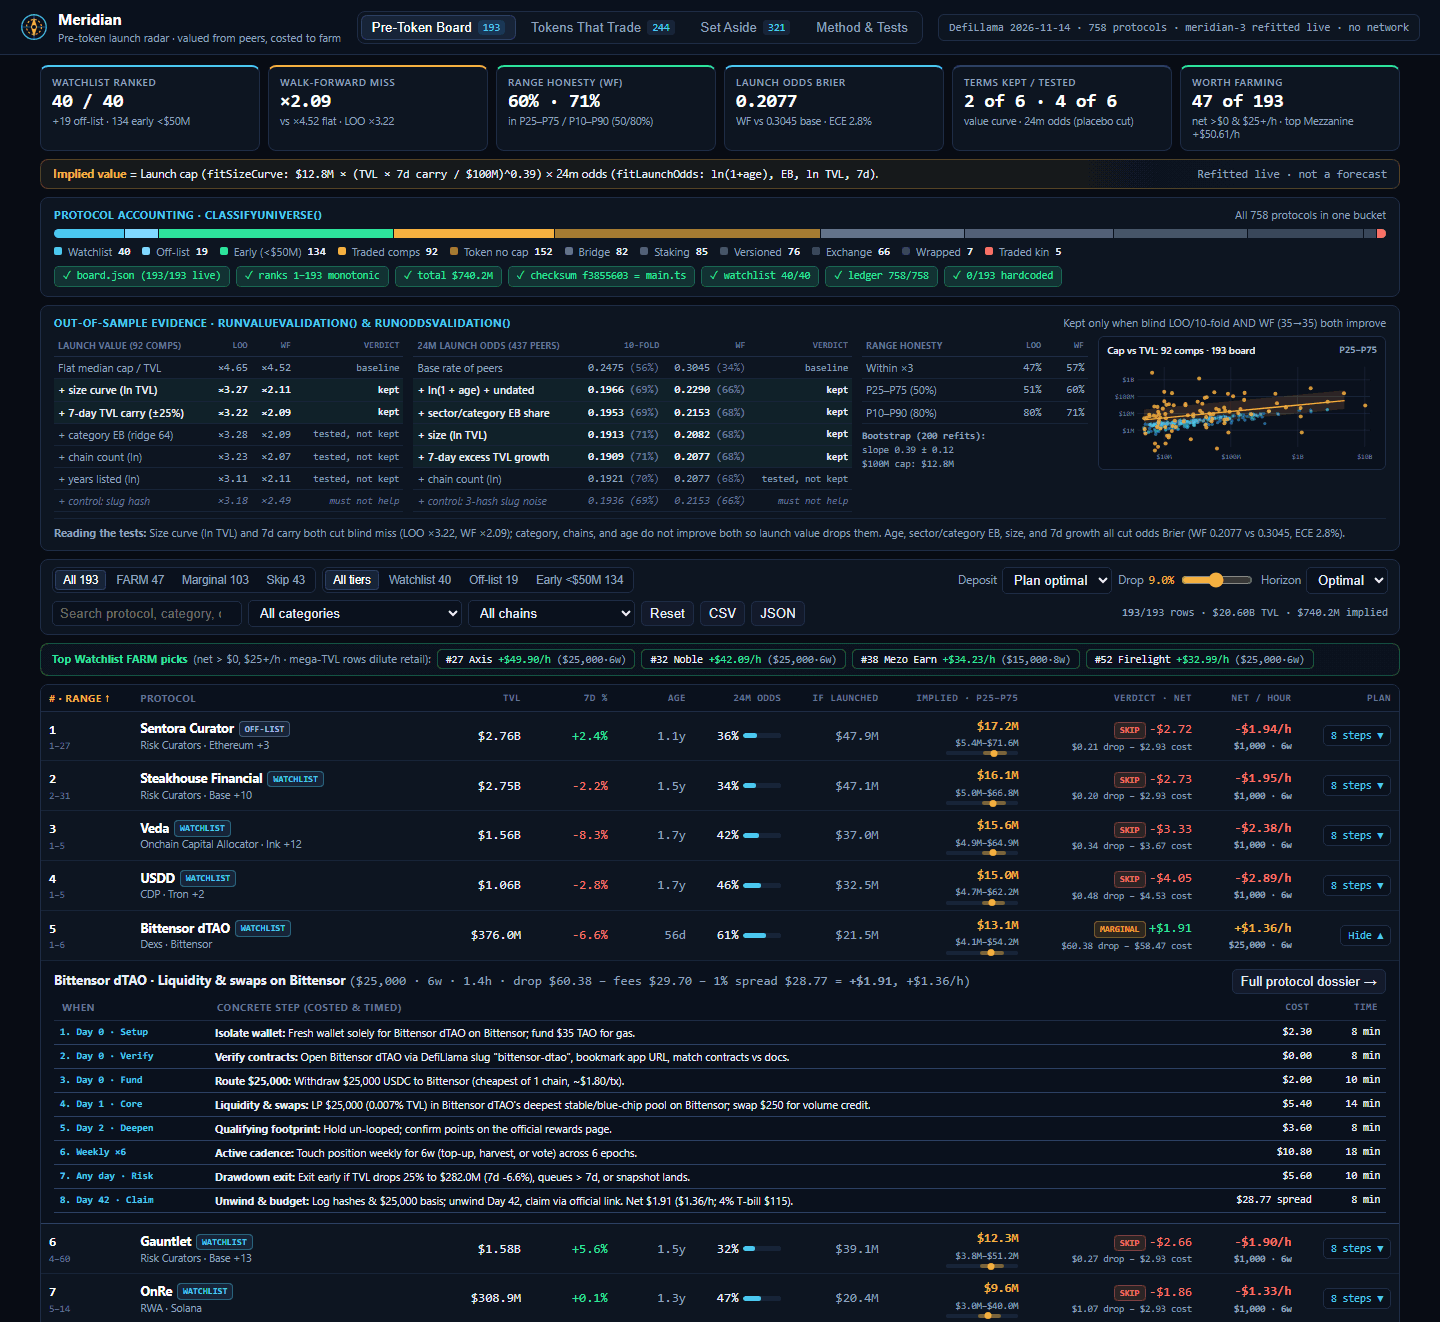 Meridian
Pre-token launch radar · valued from peers, costed to farm
Pre-Token Board 193
Tokens That Trade 244
Set Aside 321
Method & Tests
DefiLlama 2026-11-14 · 758 protocols · meridian-3 refitted live · no network
WATCHLIST RANKED
40 / 40
+19 off-list · 134 early <$50M
WALK-FORWARD MISS
×2.09
vs ×4.52 flat · LOO ×3.22
RANGE HONESTY (WF)
60% · 71%
in P25–P75 / P10–P90 (50/80%)
LAUNCH ODDS BRIER
0.2077
WF vs 0.3045 base · ECE 2.8%
TERMS KEPT / TESTED
2 of 6 · 4 of 6
value curve · 24m odds (placebo cut)
WORTH FARMING
47 of 193
net >$0 & $25+/h · top Mezzanine
+$50.61/h
Implied value = Launch cap (fitSizeCurve: $12.8M × (TVL × 7d carry / $100M)^0.39) × 24m odds (fitLaunchOdds: ln(1+age), EB, ln TVL, 7d).
Refitted live · not a forecast
PROTOCOL ACCOUNTING · CLASSIFYUNIVERSE()
All 758 protocols in one bucket
Watchlist 40 Off-list 19 Early (<$50M) 134 Traded comps 92 Token no cap 152 Bridge 82 Staking 85 Versioned 76 Exchange 66 Wrapped 7 Traded kin 5
✓ board.json (193/193 live) ✓ ranks 1–193 monotonic ✓ total $740.2M ✓ checksum f3855603 = main.ts ✓ watchlist 40/40 ✓ ledger 758/758 ✓ 0/193 hardcoded
OUT-OF-SAMPLE EVIDENCE · RUNVALUEVALIDATION() & RUNODDSVALIDATION()
Kept only when blind LOO/10-fold AND WF (35→35) both improve
LAUNCH VALUE (92 COMPS) LOO WF VERDICT
Flat median cap / TVL ×4.65 ×4.52 baseline
+ size curve (ln TVL) ×3.27 ×2.11 kept
+ 7-day TVL carry (±25%) ×3.22 ×2.09 kept
+ category EB (ridge 64) ×3.28 ×2.09 tested, not kept
+ chain count (ln) ×3.23 ×2.07 tested, not kept
+ years listed (ln) ×3.11 ×2.11 tested, not kept
+ control: slug hash ×3.18 ×2.49 must not help
24M LAUNCH ODDS (437 PEERS) 10-FOLD WF VERDICT
Base rate of peers 0.2475 (56%) 0.3045 (34%) baseline
+ ln(1 + age) + undated 0.1966 (69%) 0.2290 (66%) kept
+ sector/category EB share 0.1953 (69%) 0.2153 (68%) kept
+ size (ln TVL) 0.1913 (71%) 0.2082 (68%) kept
+ 7-day excess TVL growth 0.1909 (71%) 0.2077 (68%) kept
+ chain count (ln) 0.1921 (70%) 0.2077 (68%) tested, not kept
+ control: 3-hash slug noise 0.1936 (69%) 0.2153 (66%) must not help
RANGE HONESTY LOO WF
Within ×3 47% 57%
P25–P75 (50%) 51% 60%
P10–P90 (80%) 80% 71%
Bootstrap (200 refits):
slope 0.39 ± 0.12
$100M cap: $12.8M
Cap vs TVL: 92 comps · 193 board P25–P75
$1B
$100M
$10M
$1M
$10M $100M $1B $10B
Reading the tests: Size curve (ln TVL) and 7d carry both cut blind miss (LOO ×3.22, WF ×2.09); category, chains, and age do not improve both so launch value drops them. Age, sector/category EB, size, and 7d growth all cut odds Brier (WF 0.2077 vs 0.3045, ECE 2.8%).
All 193 FARM 47 Marginal 103 Skip 43
All tiers Watchlist 40 Off-list 19 Early <$50M 134
Deposit Plan optimal Drop 9.0% Horizon Optimal
Search protocol, category, c
All categories All chains Reset CSV JSON
193/193 rows · $20.60B TVL · $740.2M implied
Top Watchlist FARM picks (net > $0, $25+/h · mega-TVL rows dilute retail): #27 Axis +$49.90/h ($25,000·6w) #32 Noble +$42.09/h ($25,000·6w) #38 Mezo Earn +$34.23/h ($15,000·8w) #52 Firelight +$32.99/h ($25,000·6w)
# · RANGE ↑ PROTOCOL TVL 7D % AGE 24M ODDS IF LAUNCHED IMPLIED · P25–P75 VERDICT · NET NET / HOUR PLAN
1 Sentora Curator OFF-LIST $2.76B +2.4% 1.1y 36% $47.9M $17.2M SKIP -$2.72 -$1.94/h 8 steps ▼
1–27 Risk Curators · Ethereum +3 $5.4M–$71.6M $0.21 drop – $2.93 cost $1,000 · 6w
2 Steakhouse Financial WATCHLIST $2.75B -2.2% 1.5y 34% $47.1M $16.1M SKIP -$2.73 -$1.95/h 8 steps ▼
2–31 Risk Curators · Base +10 $5.0M–$66.8M $0.20 drop – $2.93 cost $1,000 · 6w
3 Veda WATCHLIST $1.56B -8.3% 1.7y 42% $37.0M $15.6M SKIP -$3.33 -$2.38/h 8 steps ▼
1–5 Onchain Capital Allocator · Ink +12 $4.9M–$64.9M $0.34 drop – $3.67 cost $1,000 · 6w
4 USDD WATCHLIST $1.06B -2.8% 1.7y 46% $32.5M $15.0M SKIP -$4.05 -$2.89/h 8 steps ▼
1–5 CDP · Tron +2 $4.7M–$62.2M $0.48 drop – $4.53 cost $1,000 · 6w
5 Bittensor dTAO WATCHLIST $376.0M -6.6% 56d 61% $21.5M $13.1M MARGINAL +$1.91 +$1.36/h Hide ▲
1–6 Dexs · Bittensor $4.1M–$54.2M $60.38 drop – $58.47 cost $25,000 · 6w
Bittensor dTAO · Liquidity & swaps on Bittensor ($25,000 · 6w · 1.4h · drop $60.38 – fees $29.70 – 1% spread $28.77 = +$1.91, +$1.36/h)
Full protocol dossier →
WHEN CONCRETE STEP (COSTED & TIMED) COST TIME
1. Day 0 · Setup Isolate wallet: Fresh wallet solely for Bittensor dTAO on Bittensor; fund $35 TAO for gas. $2.30 8 min
2. Day 0 · Verify Verify contracts: Open Bittensor dTAO via DefiLlama slug "bittensor-dtao", bookmark app URL, match contracts vs docs. $0.00 8 min
3. Day 0 · Fund Route $25,000: Withdraw $25,000 USDC to Bittensor (cheapest of 1 chain, ~$1.80/tx). $2.00 10 min
4. Day 1 · Core Liquidity & swaps: LP $25,000 (0.007% TVL) in Bittensor dTAO's deepest stable/blue-chip pool on Bittensor; swap $250 for volume credit. $5.40 14 min
5. Day 2 · Deepen Qualifying footprint: Hold un-looped; confirm points on the official rewards page. $3.60 8 min
6. Weekly ×6 Active cadence: Touch position weekly for 6w (top-up, harvest, or vote) across 6 epochs. $10.80 18 min
7. Any day · Risk Drawdown exit: Exit early if TVL drops 25% to $282.0M (7d -6.6%), queues > 7d, or snapshot lands. $5.60 10 min
8. Day 42 · Claim Unwind & budget: Log hashes & $25,000 basis; unwind Day 42, claim via official link. Net $1.91 ($1.36/h; 4% T-bill $115). $28.77 spread 8 min
6 Gauntlet WATCHLIST $1.58B +5.6% 1.5y 32% $39.1M $12.3M SKIP -$2.66 -$1.90/h 8 steps ▼
4–60 Risk Curators · Base +13 $3.8M–$51.2M $0.27 drop – $2.93 cost $1,000 · 6w
7 OnRe WATCHLIST $308.9M +0.1% 1.3y 47% $20.4M $9.6M SKIP -$1.86 -$1.33/h 8 steps ▼
5–14 RWA · Solana $3.0M–$40.0M $1.07 drop – $2.93 cost $1,000 · 6w